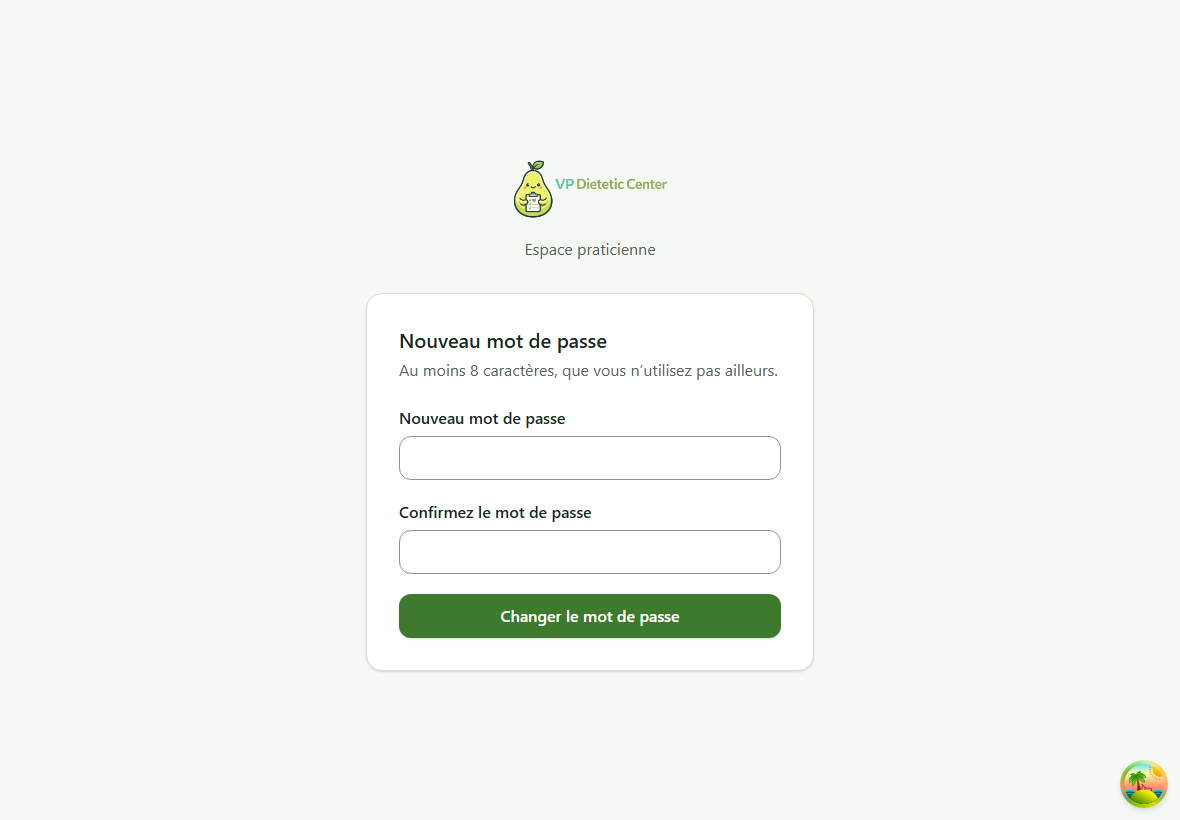 VP Dietetic Center
Espace praticienne
Nouveau mot de passe
Au moins 8 caractères, que vous n’utilisez pas ailleurs.
Nouveau mot de passe
Confirmez le mot de passe
Changer le mot de passe